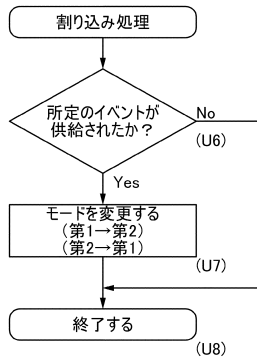 割り込み処理
所定のイベントが
供給されたか？
No
(U6)
Yes
モードを変更する
（第1→第2）
（第2→第1）
(U7)
終了する
(U8)